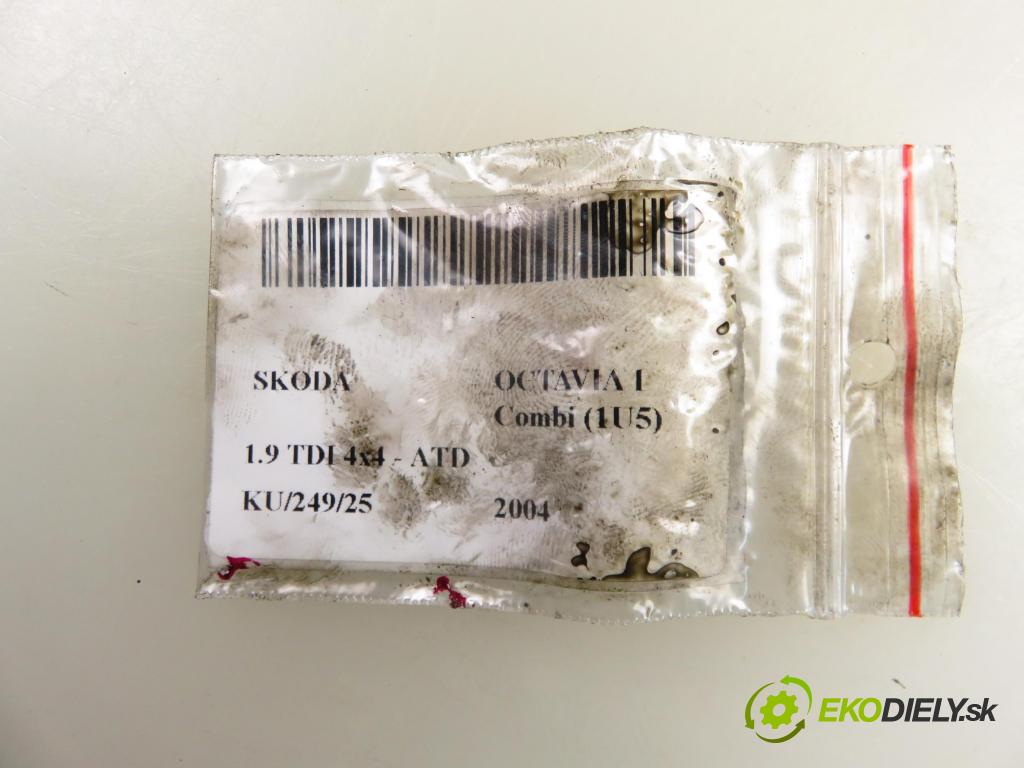 SKODA OCTAVIA I
Combi (1U5)
1.9 TDI 4x4 - ATD
KU/249/25 2004
EKODIELY.sk